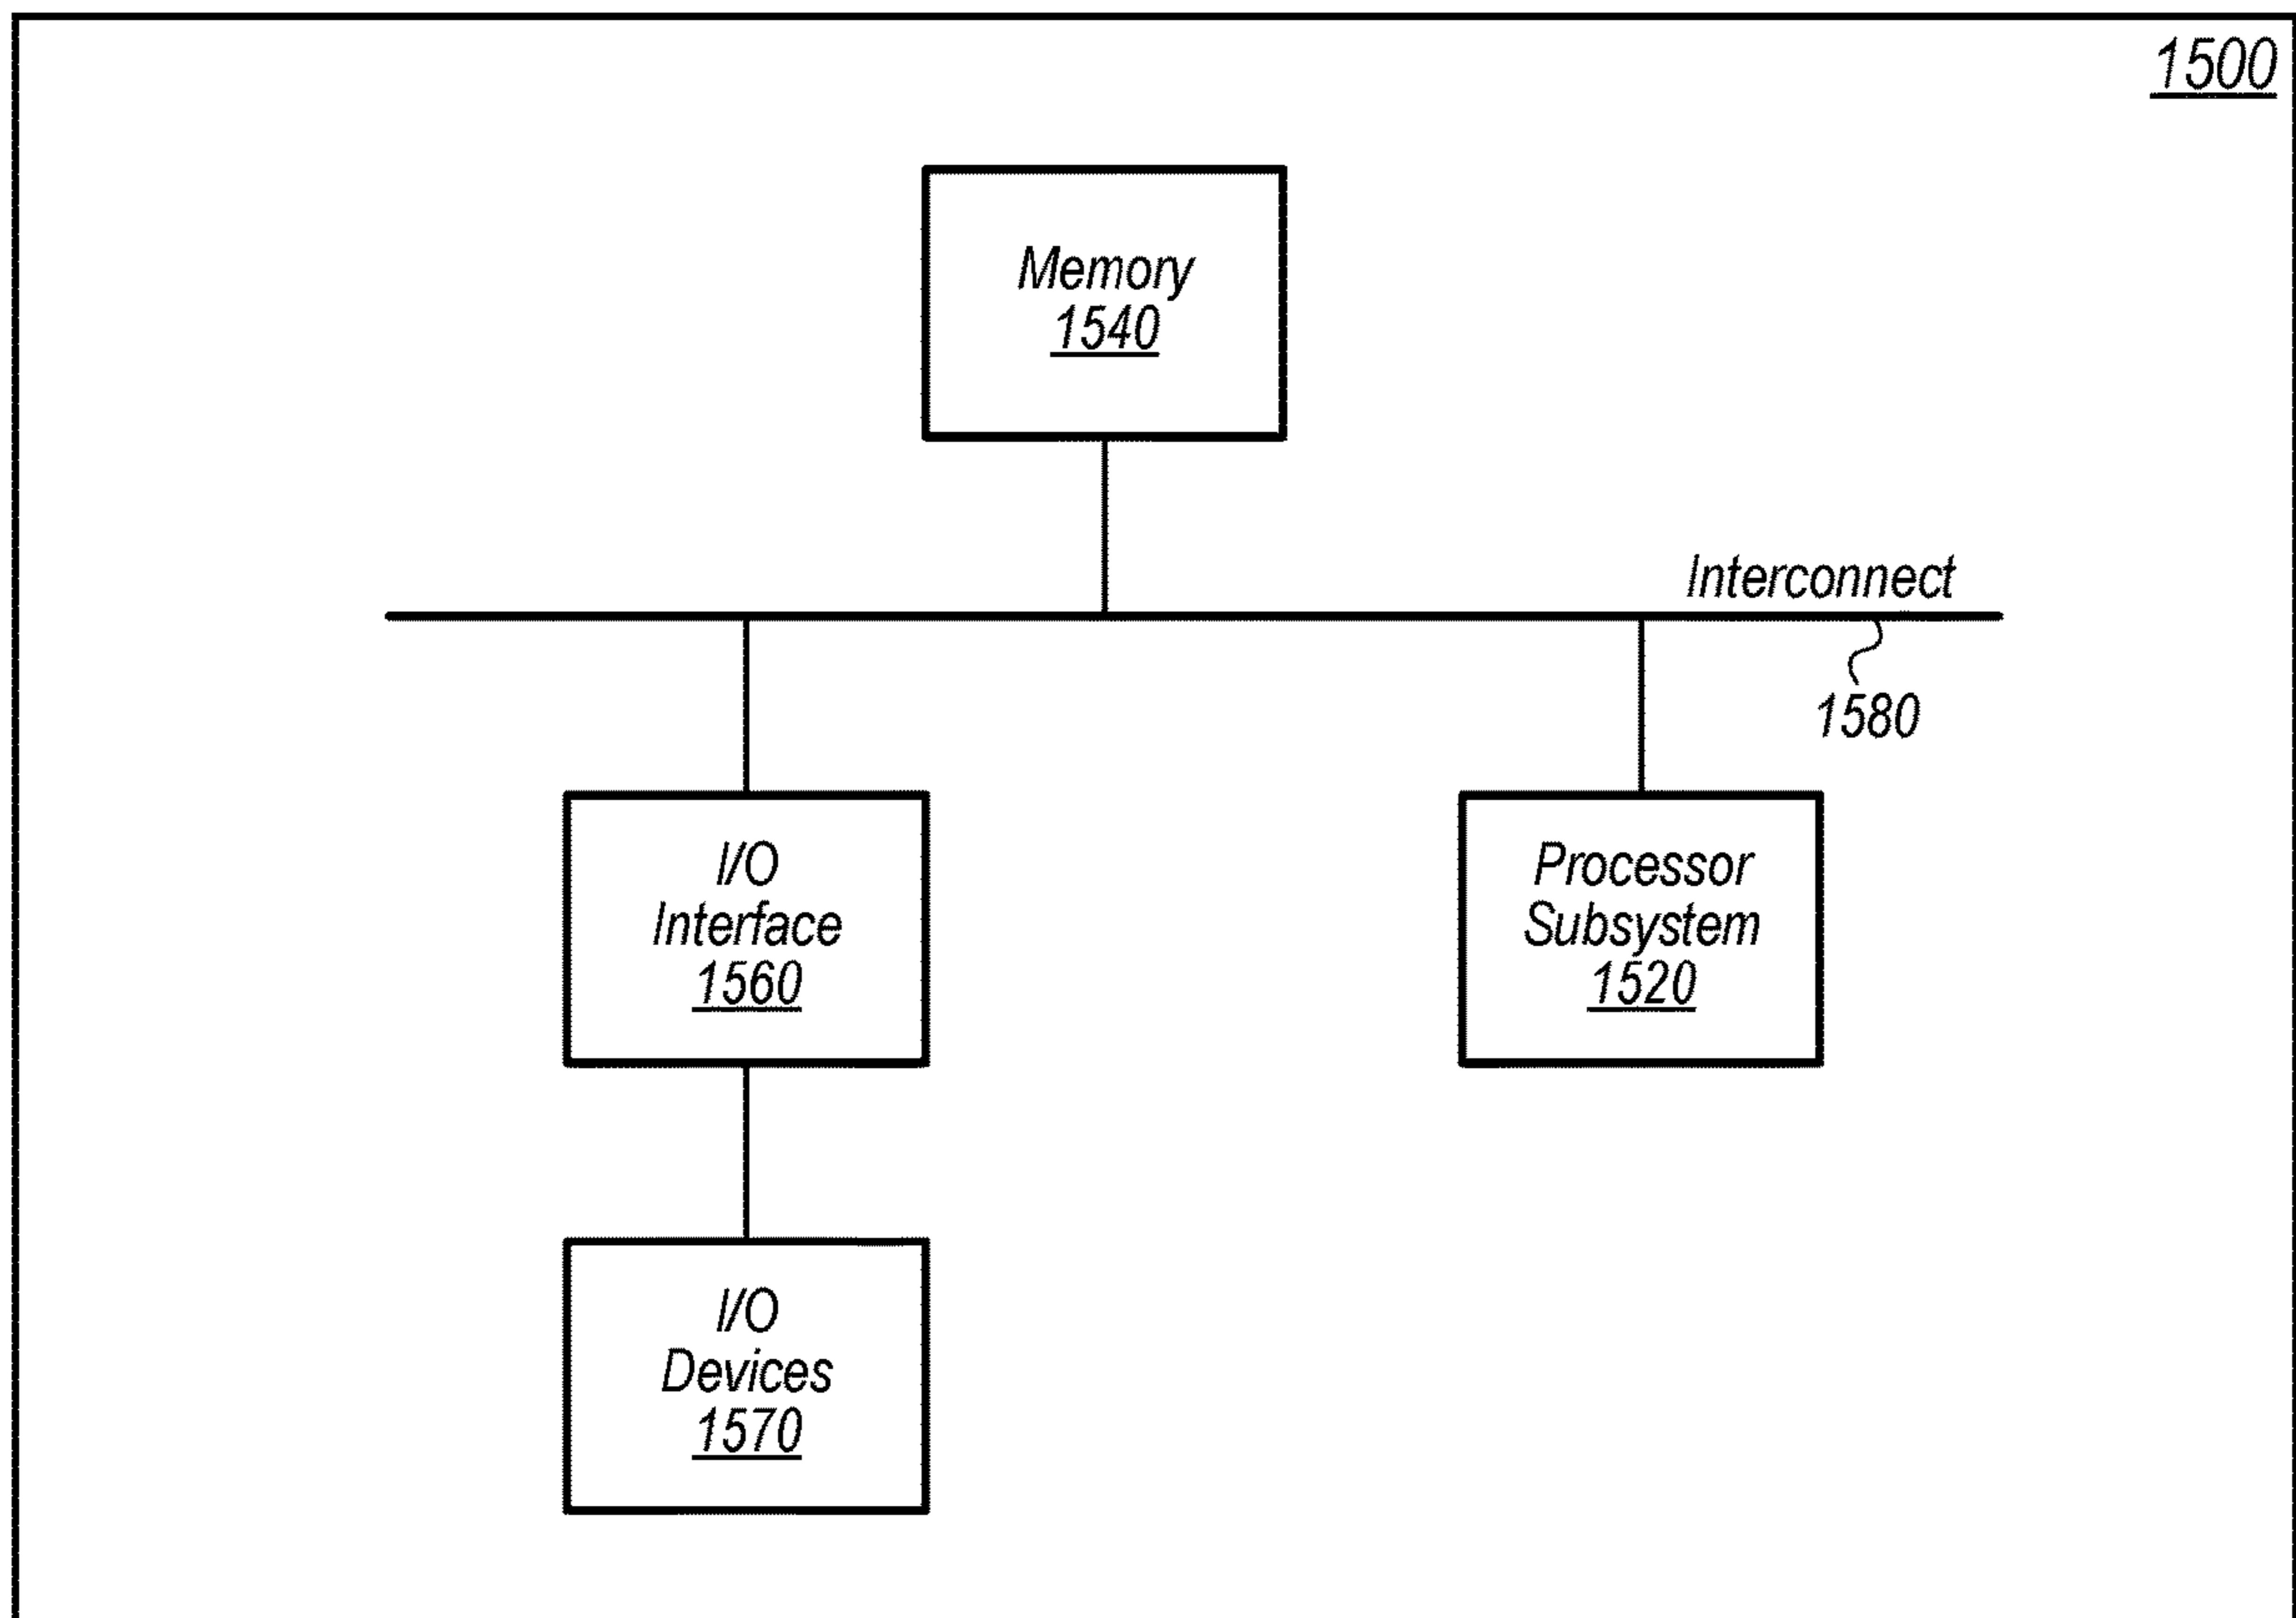 1500
Memory
1540
Interconnect
1580
I/O
Interface
1560
Processor
Subsystem
1520
I/O
Devices
1570